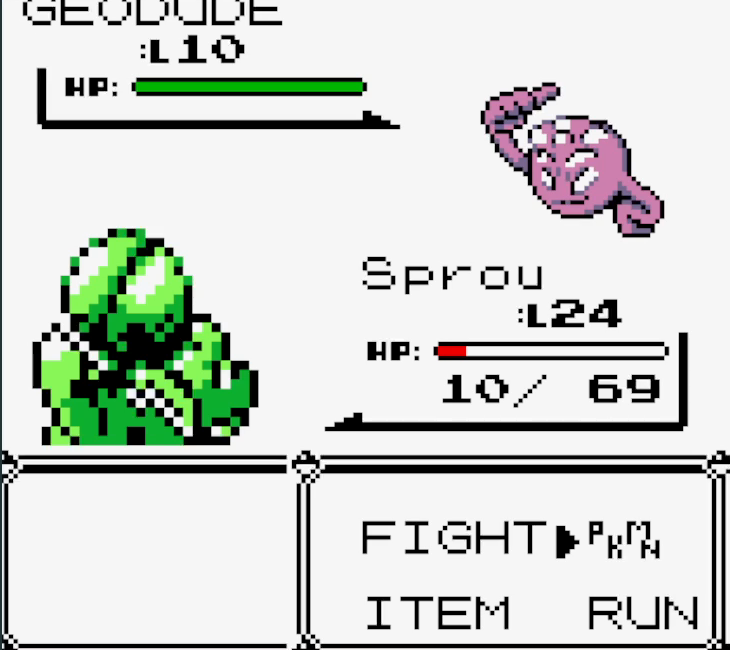 GEODUDE
:L10
HP:
Sprou
:L24
HP:
10/ 69
FIGHT ▶PKMN
ITEM RUN